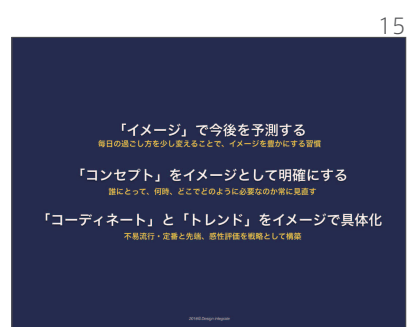 15
「イメージ」で今後を予測する
毎日の過ごし方を少し変えることで、イメージを豊かにする習慣
「コンセプト」をイメージとして明確にする
誰にとって、何時、どこでどのように必要なのか常に見直す
「コーディネート」と「トレンド」をイメージで具体化
不易流行・定番と先端、感性評価を戦略として構築